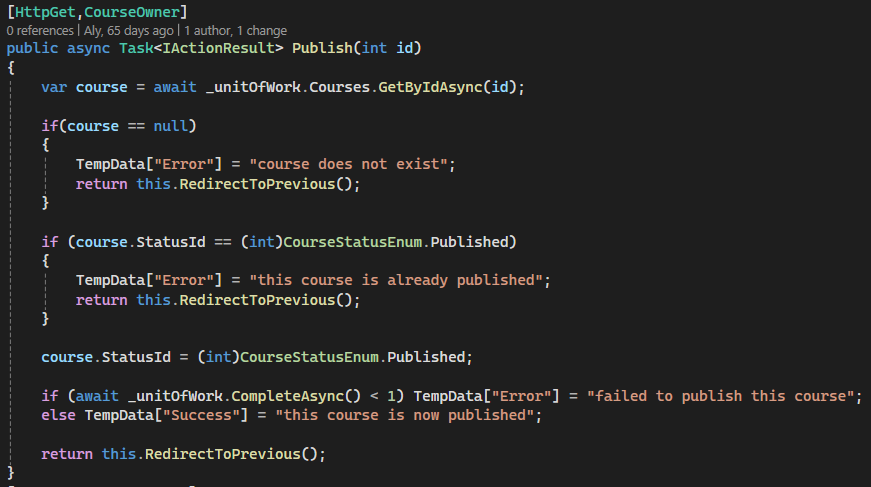 [HttpGet,CourseOwner]
0 references | Aly, 65 days ago | 1 author, 1 change
public async Task<IActionResult> Publish(int id)
{
var course = await _unitOfWork.Courses.GetByIdAsync(id);
if(course == null)
{
TempData["Error"] = "course does not exist";
return this.RedirectToPrevious();
}
if (course.StatusId == (int)CourseStatusEnum.Published)
{
TempData["Error"] = "this course is already published";
return this.RedirectToPrevious();
}
course.StatusId = (int)CourseStatusEnum.Published;
if (await _unitOfWork.CompleteAsync() < 1) TempData["Error"] = "failed to publish this course";
else TempData["Success"] = "this course is now published";
return this.RedirectToPrevious();
}